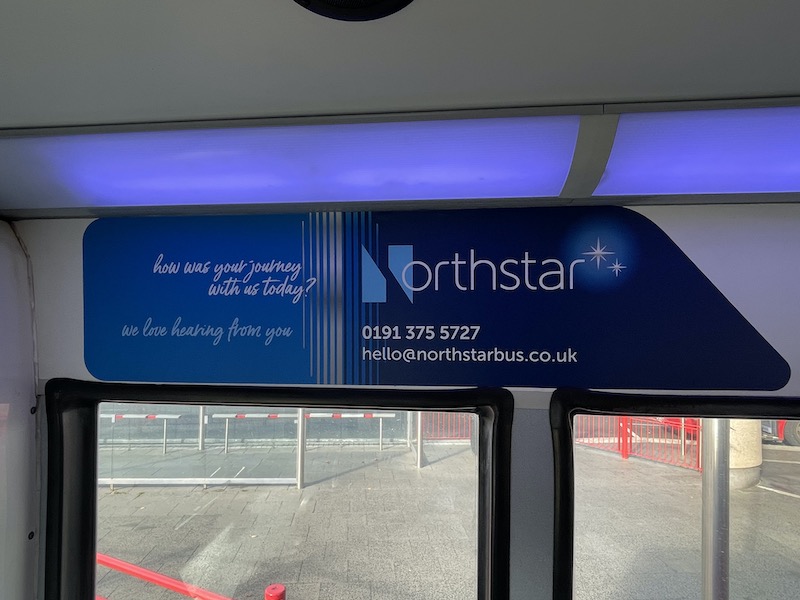 how was your journey
with us today?
we love hearing from you
Northstar
0191 375 5727
hello@northstarbus.co.uk